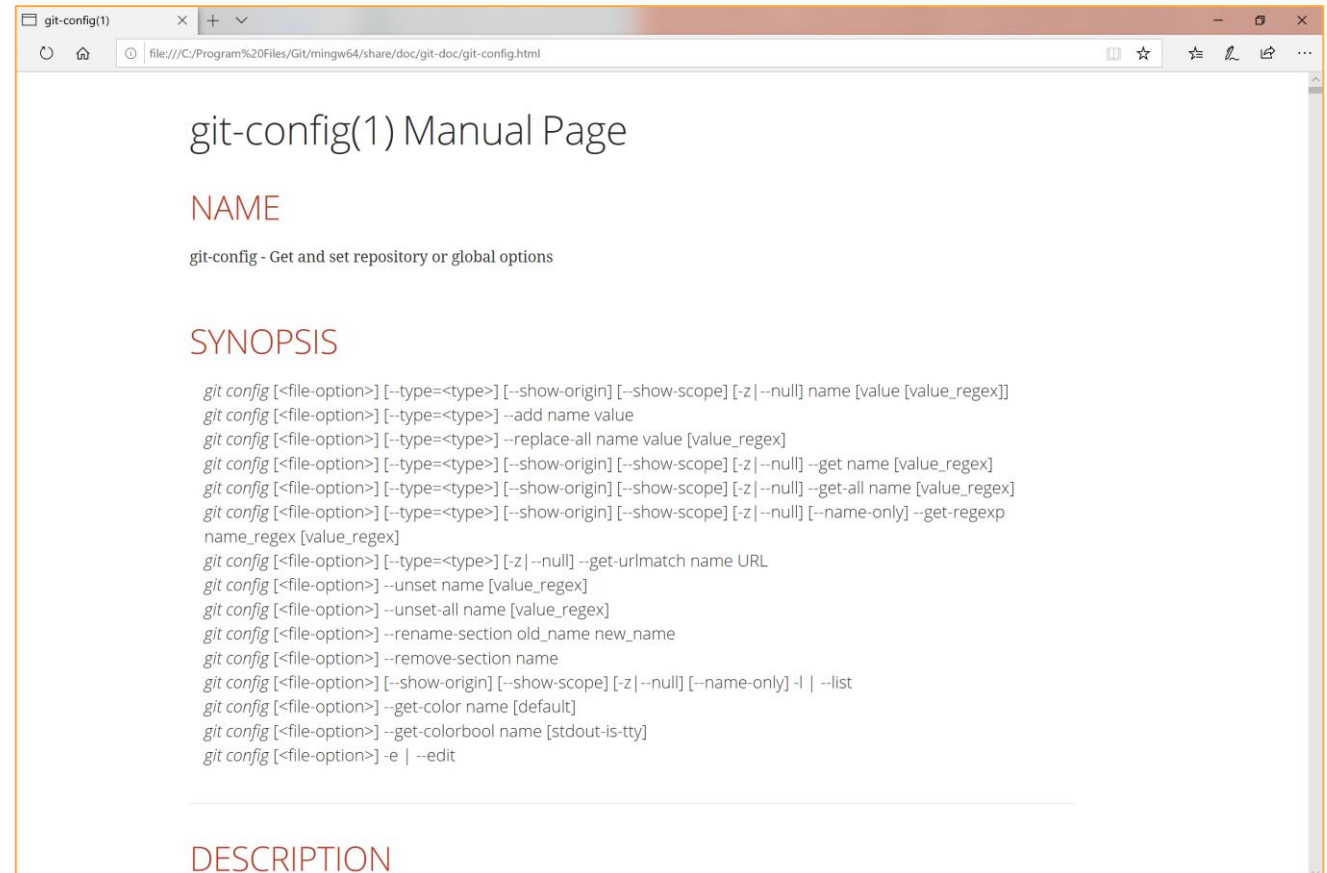 git-config(1)
file:///C:/Program%20Files/Git/mingw64/share/doc/git-doc/git-config.html
git-config(1) Manual Page
NAME
git-config - Get and set repository or global options
SYNOPSIS
git config [<file-option>] [--type=<type>] [--show-origin] [--show-scope] [-z|--null] name [value [value_regex]]
git config [<file-option>] [--type=<type>] --add name value
git config [<file-option>] [--type=<type>] --replace-all name value [value_regex]
git config [<file-option>] [--type=<type>] [--show-origin] [--show-scope] [-z|--null] --get name [value_regex]
git config [<file-option>] [--type=<type>] [--show-origin] [--show-scope] [-z|--null] --get-all name [value_regex]
git config [<file-option>] [--type=<type>] [--show-origin] [--show-scope] [-z|--null] [--name-only] --get-regexp
name_regex [value_regex]
git config [<file-option>] [--type=<type>] [-z|--null] --get-urlmatch name URL
git config [<file-option>] --unset name [value_regex]
git config [<file-option>] --unset-all name [value_regex]
git config [<file-option>] --rename-section old_name new_name
git config [<file-option>] --remove-section name
git config [<file-option>] [--show-origin] [--show-scope] [-z|--null] [--name-only] -l | --list
git config [<file-option>] --get-color name [default]
git config [<file-option>] --get-colorbool name [stdout-is-tty]
git config [<file-option>] -e | --edit
DESCRIPTION